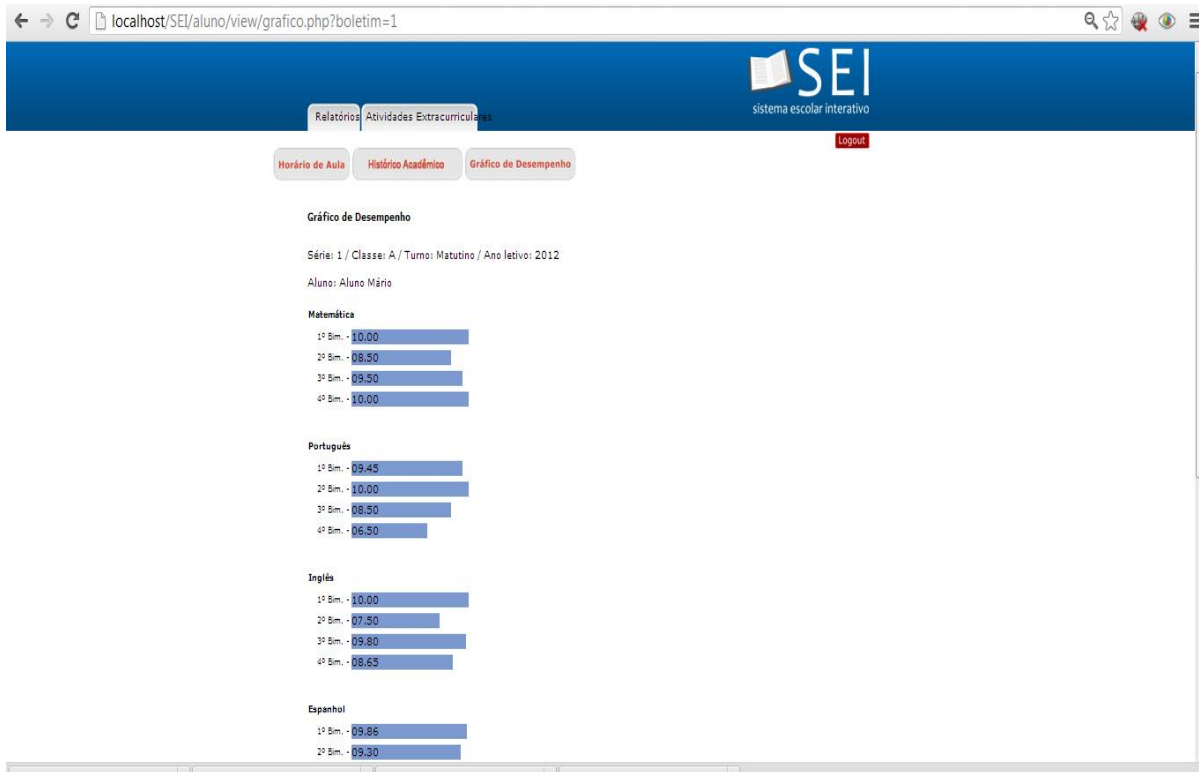 localhost/SEI/aluno/view/grafico.php?boletim=1
SEI
sistema escolar interativo
Relatórios Atividades Extracurriculares
Logout
Horário de Aula Histórico Acadêmico Gráfico de Desempenho
Gráfico de Desempenho
Série: 1 / Classe: A / Turno: Matutino / Ano letivo: 2012
Aluno: Aluno Mário
Matemática
1º Bim. - 10.00
2º Bim. - 08.50
3º Bim. - 09.50
4º Bim. - 10.00
Português
1º Bim. - 09.45
2º Bim. - 10.00
3º Bim. - 08.50
4º Bim. - 06.50
Inglês
1º Bim. - 10.00
2º Bim. - 07.50
3º Bim. - 09.80
4º Bim. - 08.65
Espanhol
1º Bim. - 09.86
2º Bim. - 09.30